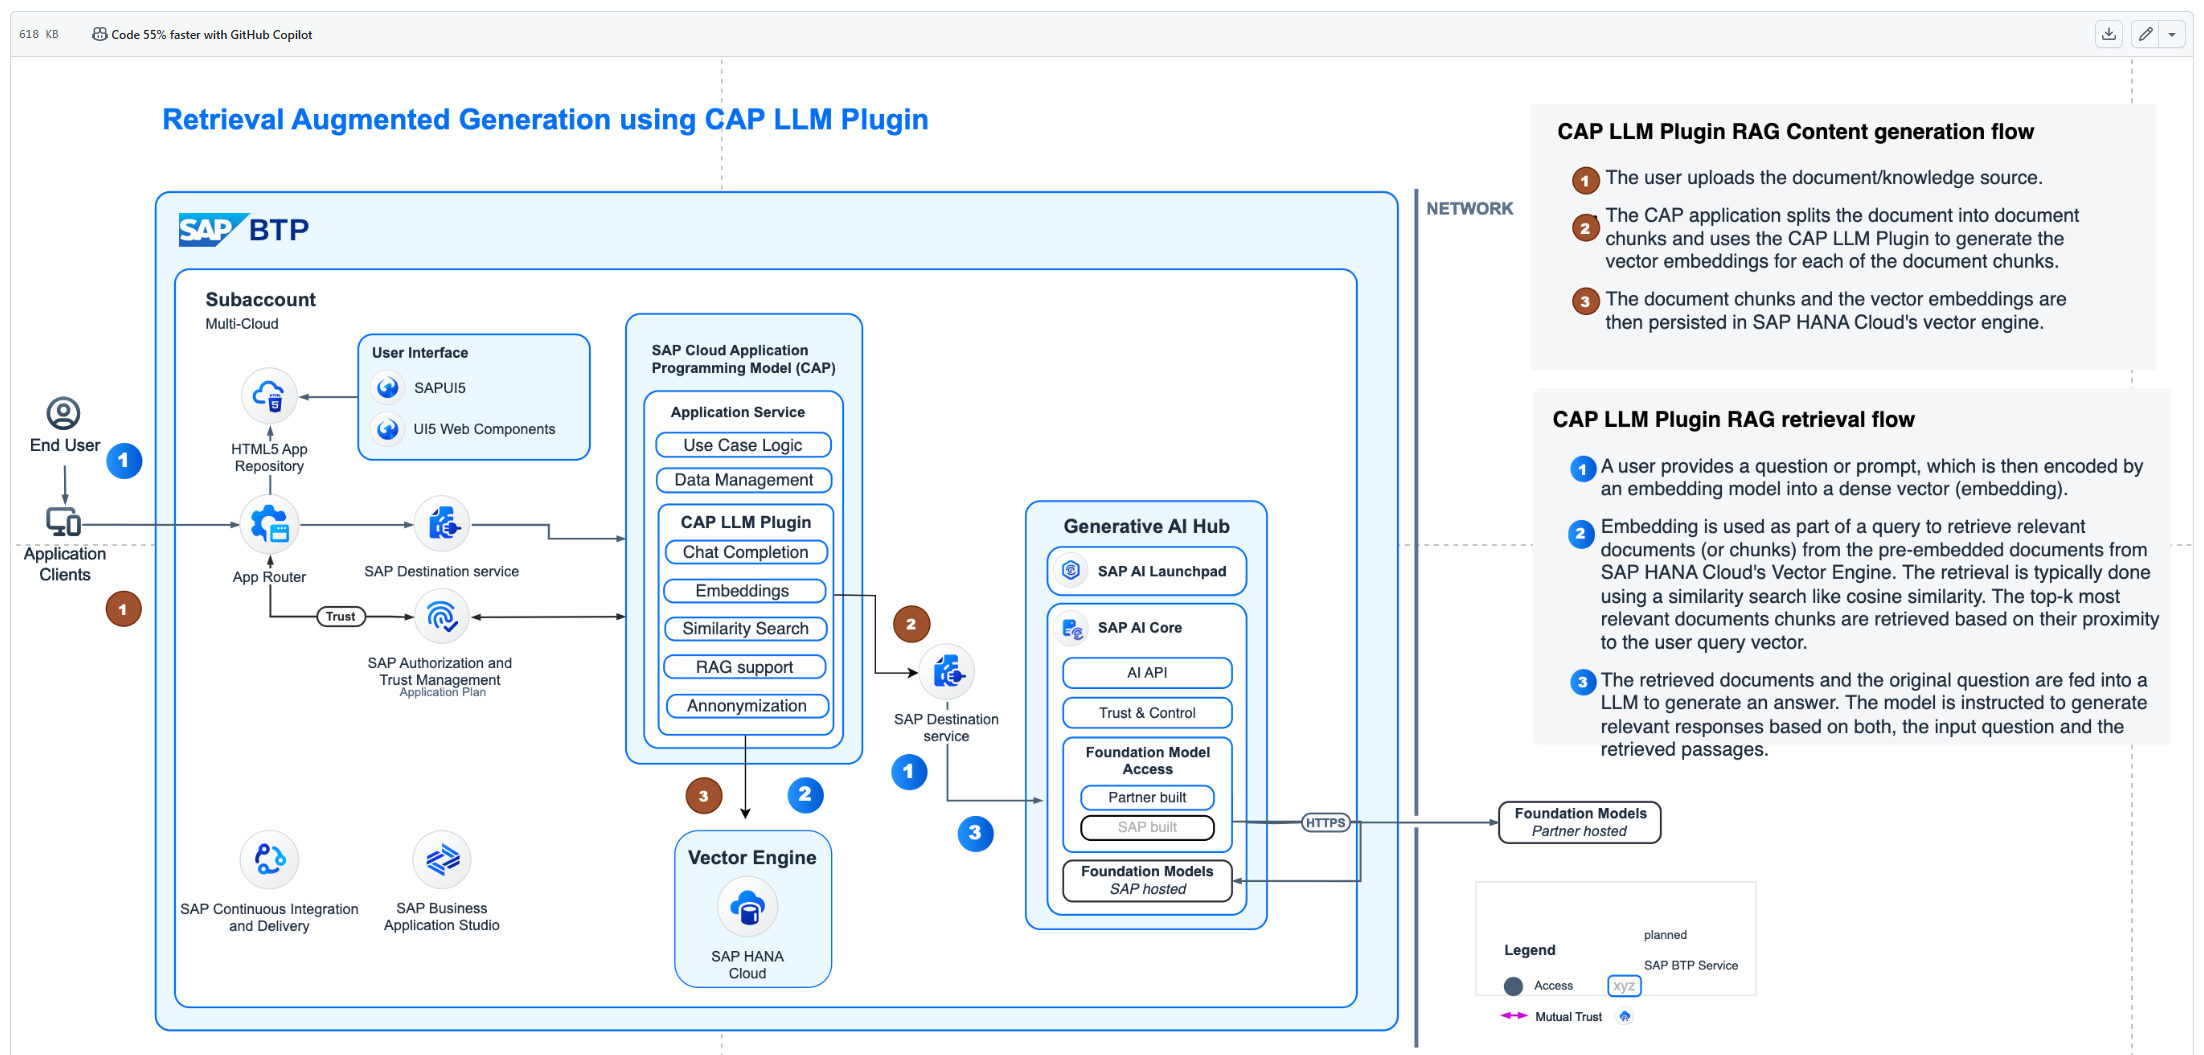 618 KB
Code 55% faster with GitHub Copilot
Retrieval Augmented Generation using CAP LLM Plugin
SAP BTP
Subaccount
Multi-Cloud
End User
1
Application
Clients
1
HTML5 App
Repository
User Interface
SAPUI5
UI5 Web Components
App Router
SAP Destination service
Trust
SAP Authorization and
Trust Management
Application Plan
SAP Continuous Integration
and Delivery
SAP Business
Application Studio
SAP Cloud Application
Programming Model (CAP)
Application Service
Use Case Logic
Data Management
CAP LLM Plugin
Chat Completion
Embeddings
Similarity Search
RAG support
Annonymization
3
2
Vector Engine
SAP HANA
Cloud
2
SAP Destination
service
1
3
Generative AI Hub
SAP AI Launchpad
SAP AI Core
AI API
Trust & Control
Foundation Model
Access
Partner built
SAP built
Foundation Models
SAP hosted
HTTPS
NETWORK
Foundation Models
Partner hosted
CAP LLM Plugin RAG Content generation flow
1 The user uploads the document/knowledge source.
2 The CAP application splits the document into document
chunks and uses the CAP LLM Plugin to generate the
vector embeddings for each of the document chunks.
3 The document chunks and the vector embeddings are
then persisted in SAP HANA Cloud's vector engine.
CAP LLM Plugin RAG retrieval flow
1 A user provides a question or prompt, which is then encoded by
an embedding model into a dense vector (embedding).
2 Embedding is used as part of a query to retrieve relevant
documents (or chunks) from the pre-embedded documents from
SAP HANA Cloud's Vector Engine. The retrieval is typically done
using a similarity search like cosine similarity. The top-k most
relevant documents chunks are retrieved based on their proximity
to the user query vector.
3 The retrieved documents and the original question are fed into a
LLM to generate an answer. The model is instructed to generate
relevant responses based on both, the input question and the
retrieved passages.
Legend
planned
SAP BTP Service
Access
xyz
Mutual Trust